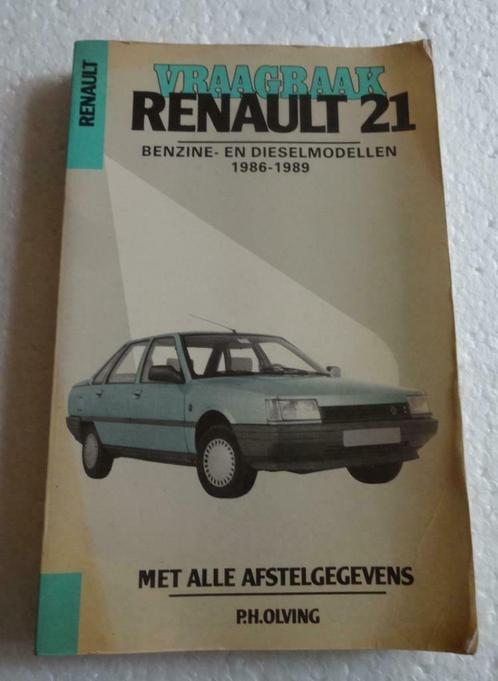 RENAULT
VRAAGBAAK
RENAULT 21
BENZINE- EN DIESELMODELLEN
1986-1989
MET ALLE AFSTELGEGEVENS
P.H.OLVING